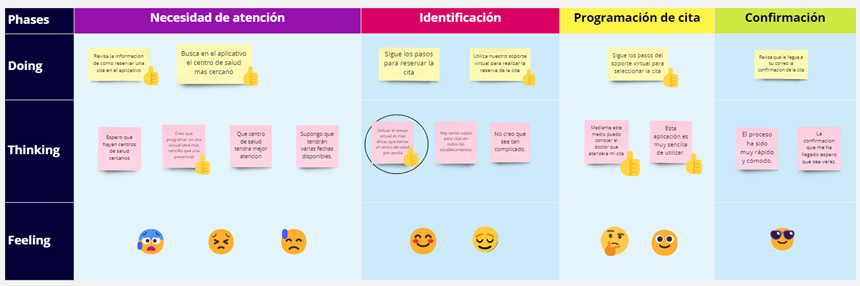 Phases
Necesidad de atención
Identificación
Programación de cita
Confirmación
Doing
Revisa la informacion
de como reservar una
cita en el aplicativo
Busca en el aplicativo
el centro de salud
mas cercano
Sigue los pasos
para reservar la
cita
Utiliza nuestro soporte
virtual para realizar la
reserva de la cita
Sigue los pasos del
soporte virtual para
seleccionar la cita
Revisa que le llegue a
su correo la
confirmacion de la cita
Thinking
Espero que
hayan centros
de salud
cercanos
Creo que
programar un cita
virtual será más
sencillo que una
presencial
Que centro
de salud
tendra mejor
atencion
Supongo que
tendrán
varias fechas
disponibles.
Utilizar el asesor
virtual es mas
eficaz que llamar
al centro de salud
por ayuda
Hay varios cupos
para citas en
todos los
establecimientos
No creo que
sea tan
complicado.
Mediante este
medio puedo
conocer el
doctor que
atendera mi cita
Esta
aplicación es
muy sencilla
de utilizar.
El proceso
ha sido
muy rápido
y cómodo.
La
confirmacion
que me ha
llegado espero
que sea veraz.
Feeling